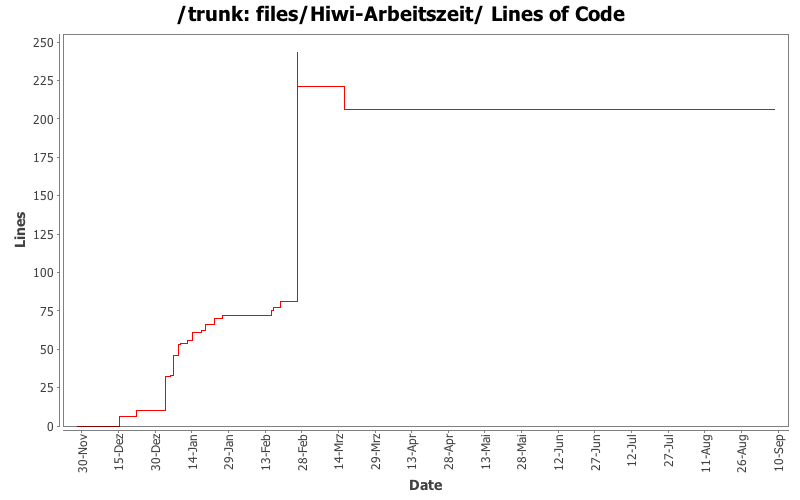 /trunk: files/Hiwi-Arbeitszeit/ Lines of Code
250
225
200
175
150
125
100
75
50
25
0
Lines
30-Nov
15-Dez
30-Dez
14-Jan
29-Jan
13-Feb
28-Feb
14-Mrz
29-Mrz
13-Apr
28-Apr
13-Mai
28-Mai
12-Jun
27-Jun
12-Jul
27-Jul
11-Aug
26-Aug
10-Sep
Date